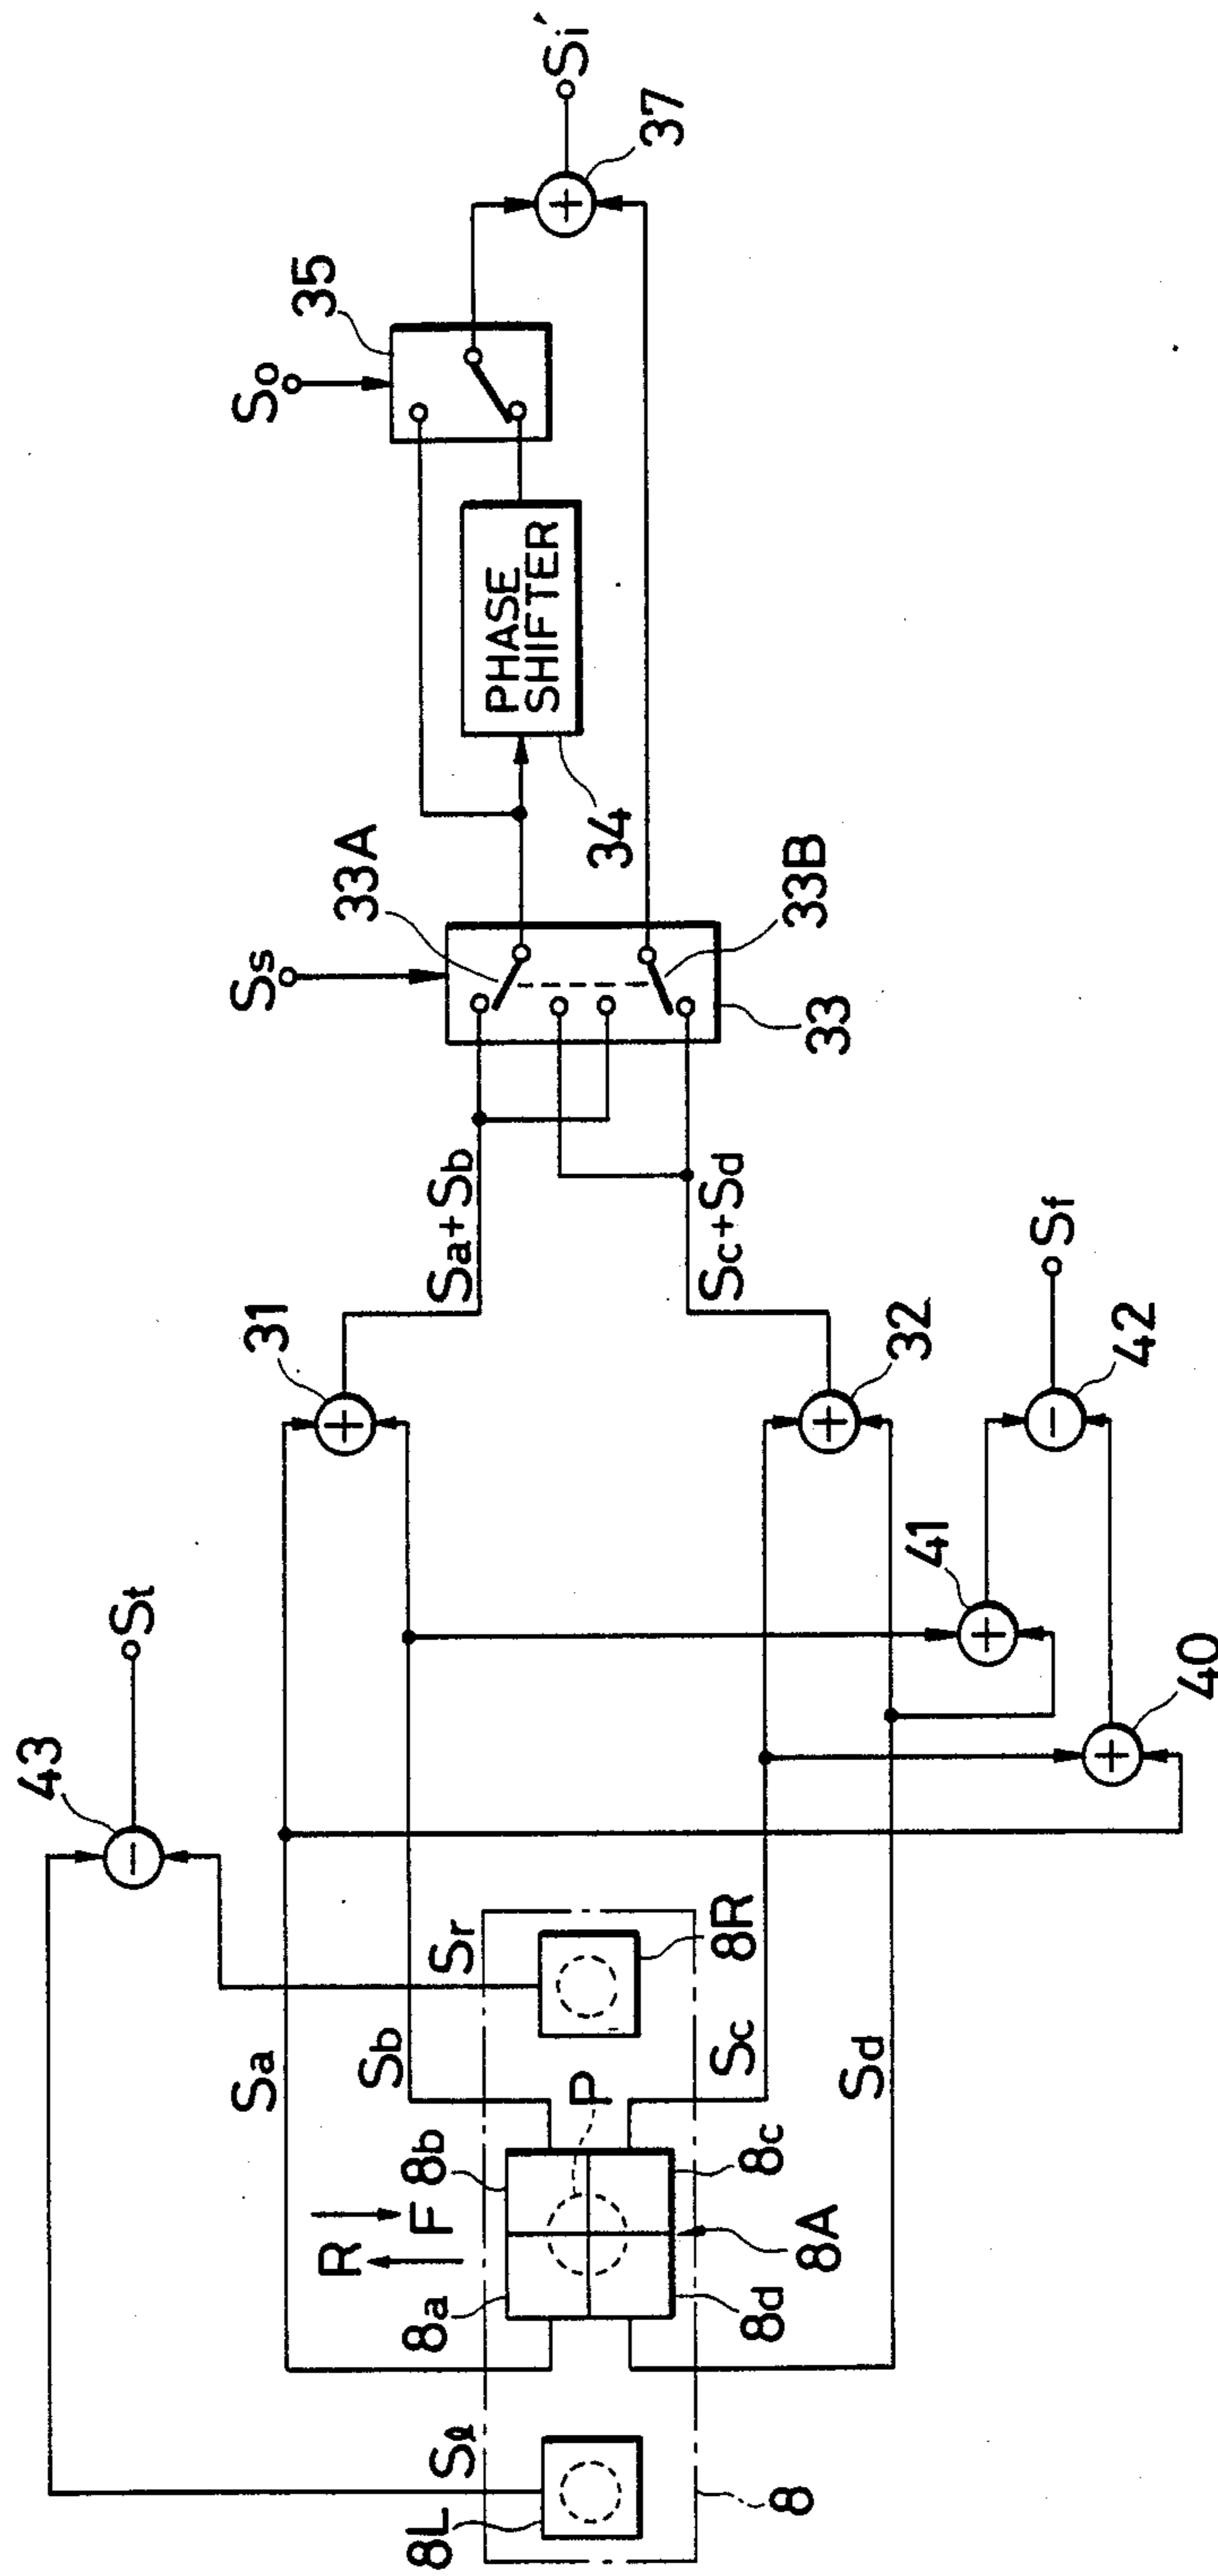 St
43
Sa
Sb
Sr
Sℓ
8L
8
8a
8b
R
F
P
8R
8c
8d
8A
Sc
Sd
31
32
41
40
42
Sf
Sa+Sb
Sc+Sd
Ss
33A
33B
33
34
PHASE
SHIFTER
So
35
37
Si'
+
+
+
+
+
−
−